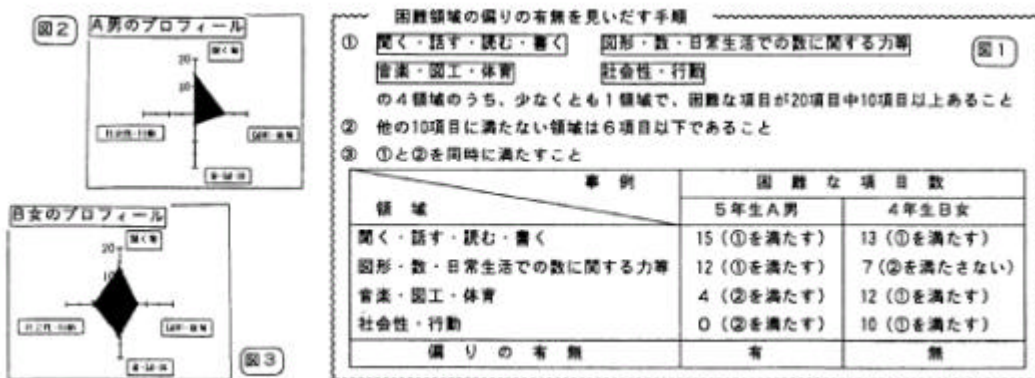 図2
A男のプロフィール
聞く等
20
10
社会性・行動
図形・数等
音・図・体
B女のプロフィール
聞く等
20
10
社会性・行動
図形・数等
音・図・体
図3
困難領域の偏りの有無を見いだす手順
図1
① 聞く・話す・読む・書く 図形・数・日常生活での数に関する力等
音楽・図工・体育 社会性・行動
の4領域のうち、少なくとも1領域で、困難な項目が20項目中10項目以上あること
② 他の10項目に満たない領域は6項目以下であること
③ ①と②を同時に満たすこと
事例 困難な項目数
領域 5年生A男 4年生B女
聞く・話す・読む・書く 15(①を満たす) 13(①を満たす)
図形・数・日常生活での数に関する力等 12(①を満たす) 7(②を満たさない)
音楽・図工・体育 4(②を満たす) 12(①を満たす)
社会性・行動 0(②を満たす) 10(①を満たす)
偏りの有無 有 無